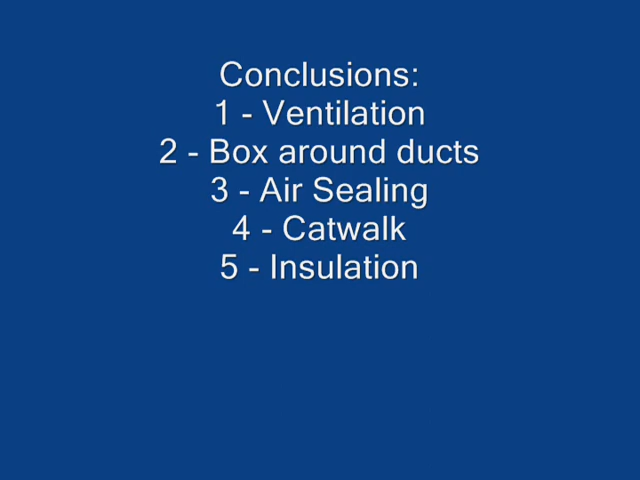 Conclusions:
1 - Ventilation
2 - Box around ducts
3 - Air Sealing
4 - Catwalk
5 - Insulation